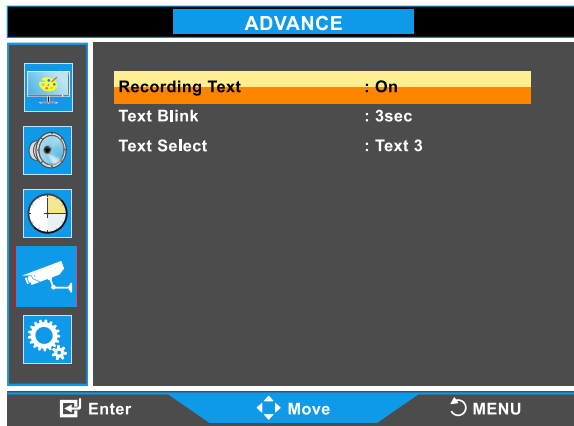 ADVANCE
Recording Text : On
Text Blink : 3sec
Text Select : Text 3
Enter Move MENU